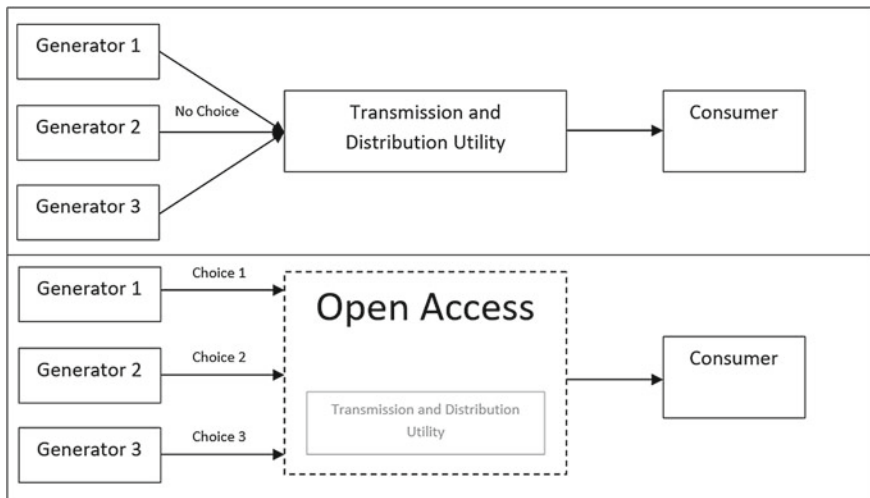 Generator 1
No Choice
Generator 2
Generator 3
Transmission and
Distribution Utility
Consumer
Generator 1
Choice 1
Generator 2
Choice 2
Generator 3
Choice 3
Open Access
Transmission and Distribution
Utility
Consumer